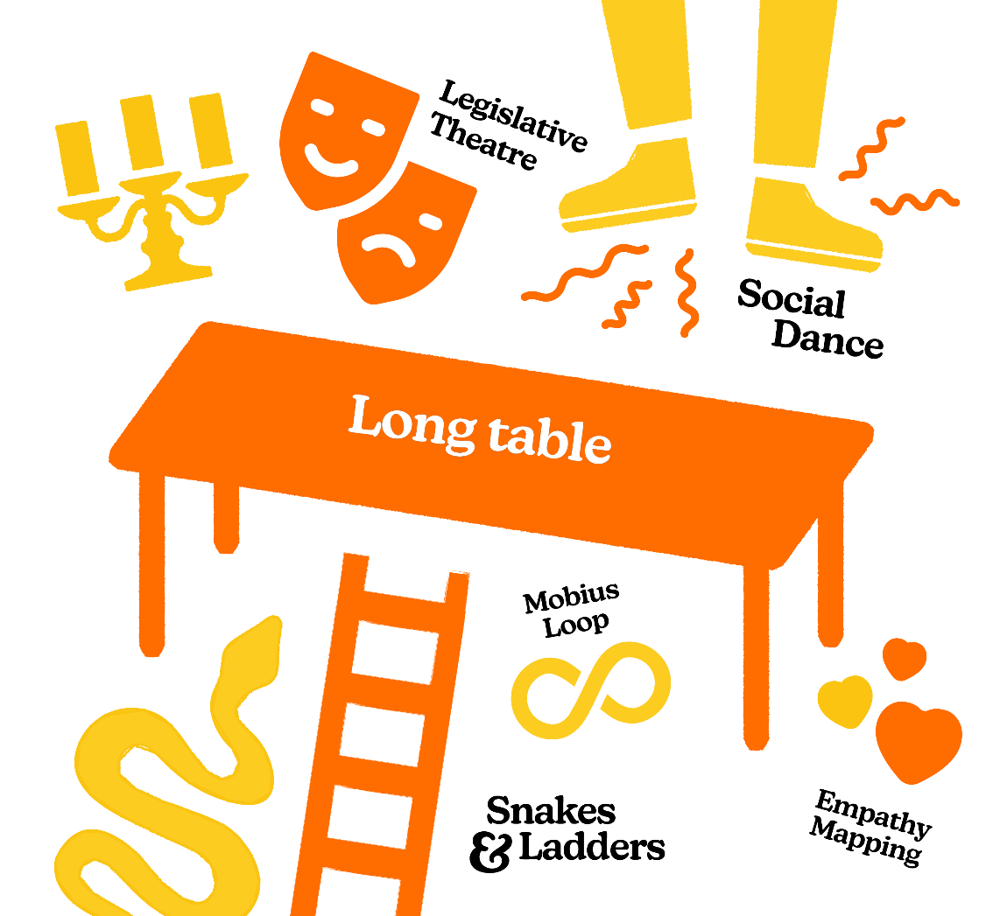 Legislative
Theatre
Social
Dance
Long table
Mobius
Loop
Snakes
& Ladders
Empathy
Mapping